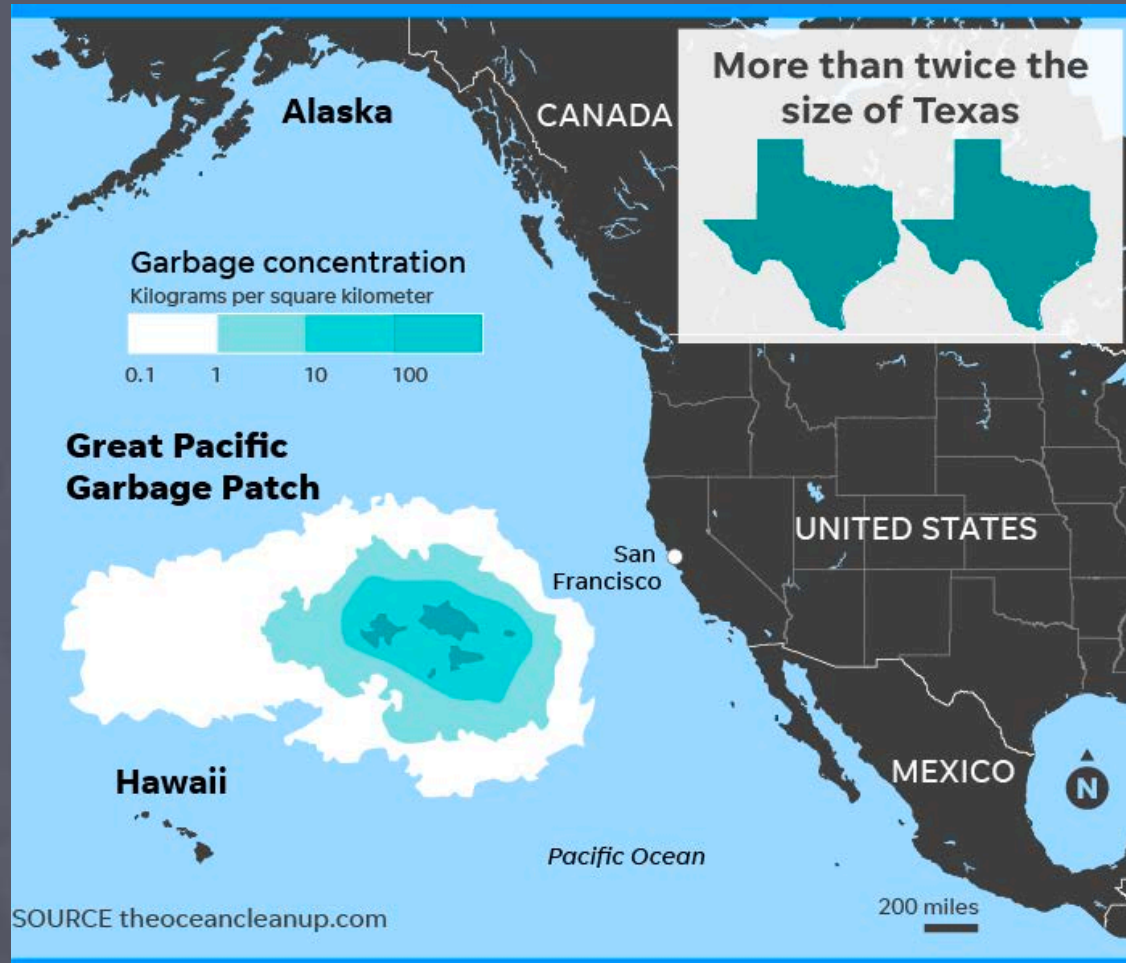 More than twice the
size of Texas
Alaska
CANADA
Garbage concentration
Kilograms per square kilometer
0.1 1 10 100
Great Pacific
Garbage Patch
San
Francisco
UNITED STATES
Hawaii
MEXICO
N
Pacific Ocean
200 miles
SOURCE theoceancleanup.com